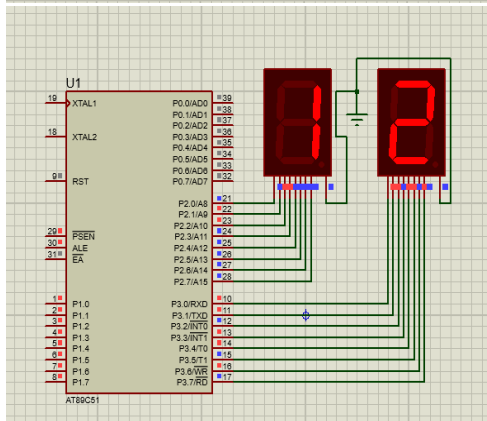 U1
19 XTAL1 P0.0/AD0 39
P0.1/AD1 38
P0.2/AD2 37
18 XTAL2 P0.3/AD3 36
P0.4/AD4 35
P0.5/AD5 34
P0.6/AD6 33
9 RST P0.7/AD7 32
P2.0/A8 21
P2.1/A9 22
P2.2/A10 23
29 PSEN P2.3/A11 24
30 ALE P2.4/A12 25
31 EA P2.5/A13 26
P2.6/A14 27
P2.7/A15 28
1 P1.0 P3.0/RXD 10
2 P1.1 P3.1/TXD 11
3 P1.2 P3.2/INT0 12
4 P1.3 P3.3/INT1 13
5 P1.4 P3.4/T0 14
6 P1.5 P3.5/T1 15
7 P1.6 P3.6/WR 16
8 P1.7 P3.7/RD 17
AT89C51
1 2